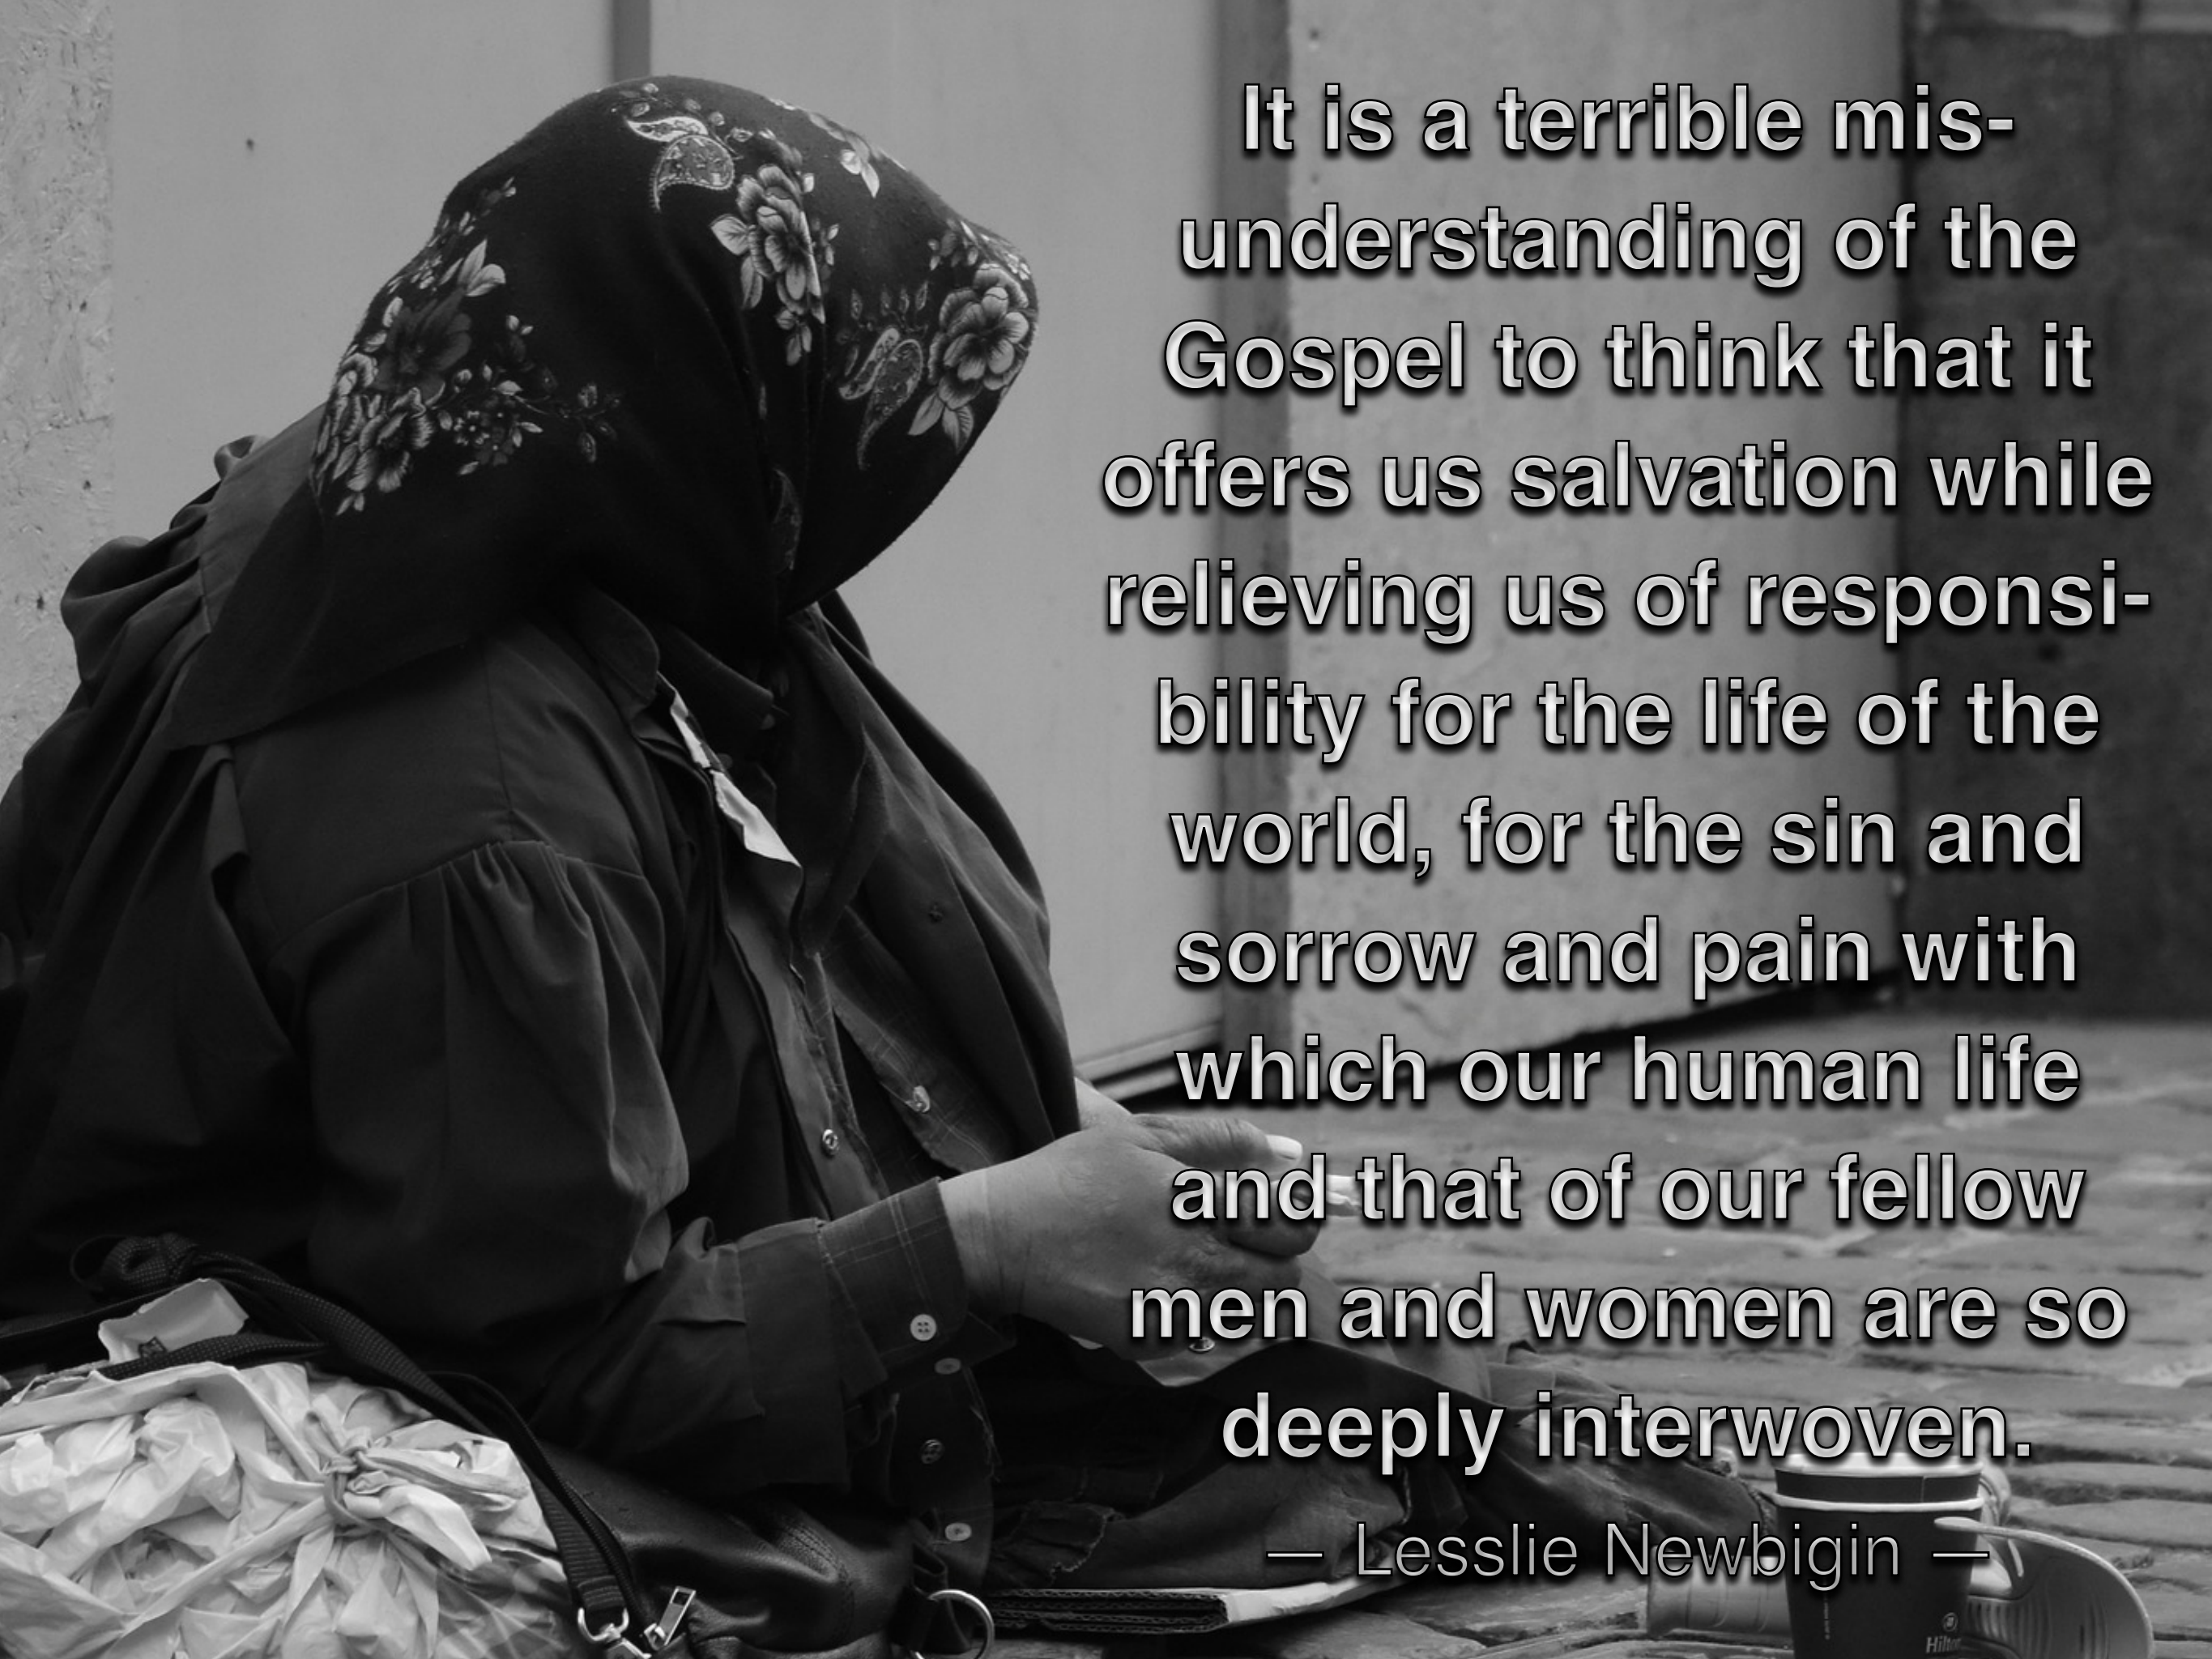 It is a terrible mis-
understanding of the
Gospel to think that it
offers us salvation while
relieving us of responsi-
bility for the life of the
world, for the sin and
sorrow and pain with
which our human life
and that of our fellow
men and women are so
deeply interwoven.
— Lesslie Newbigin —
Hilton